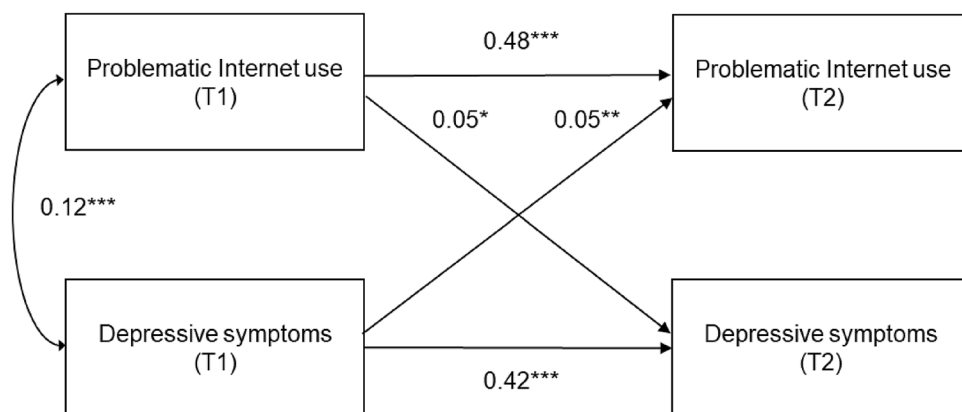 0.48***
Problematic Internet use
(T1)
Problematic Internet use
(T2)
0.05*
0.05**
0.12***
Depressive symptoms
(T1)
Depressive symptoms
(T2)
0.42***